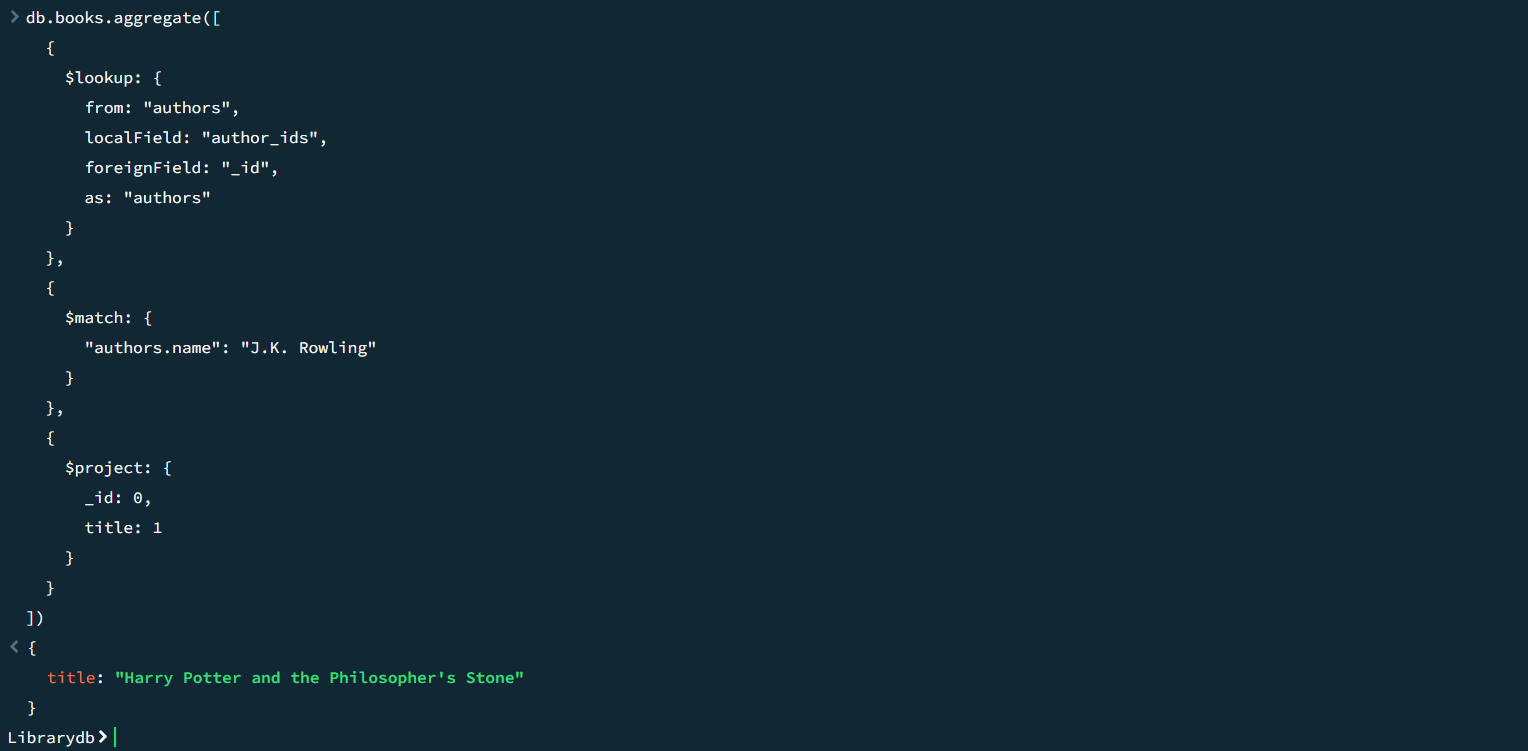 > db.books.aggregate([
    {
      $lookup: {
        from: "authors",
        localField: "author_ids",
        foreignField: "_id",
        as: "authors"
      }
    },
    {
      $match: {
        "authors.name": "J.K. Rowling"
      }
    },
    {
      $project: {
        _id: 0,
        title: 1
      }
    }
  ])
< {
    title: "Harry Potter and the Philosopher's Stone"
  }
Librarydb>